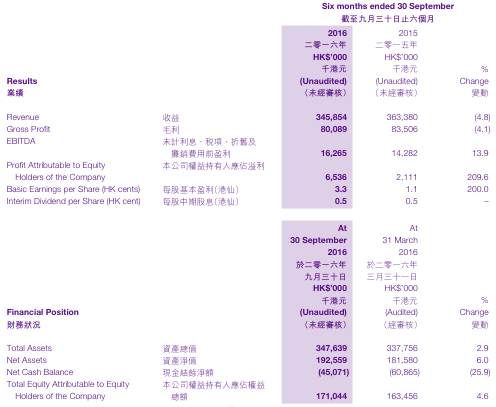 Six months ended 30 September
截至九月三十日止六個月
2016 2015
二零一六年 二零一五年
HK$'000 HK$'000
千港元 千港元 %
Results (Unaudited) (Unaudited) Change
業績 （未經審核） （未經審核） 變動
Revenue 收益 345,854 363,380 (4.8)
Gross Profit 毛利 80,089 83,506 (4.1)
EBITDA 未計利息、稅項、折舊及
攤銷費用前盈利 16,265 14,282 13.9
Profit Attributable to Equity 本公司權益持有人應佔溢利
Holders of the Company 6,536 2,111 209.6
Basic Earnings per Share (HK cents) 每股基本盈利（港仙） 3.3 1.1 200.0
Interim Dividend per Share (HK cent) 每股中期股息（港仙） 0.5 0.5 –
At At
30 September 31 March
2016 2016
於二零一六年 於二零一六年
九月三十日 三月三十一日
HK$'000 HK$'000
千港元 千港元 %
Financial Position (Unaudited) (Audited) Change
財務狀況 （未經審核） （經審核） 變動
Total Assets 資產總值 347,639 337,756 2.9
Net Assets 資產淨值 192,559 181,580 6.0
Net Cash Balance 現金結餘淨額 (45,071) (60,865) (25.9)
Total Equity Attributable to Equity 本公司權益持有人應佔權益
Holders of the Company 總額 171,044 163,456 4.6